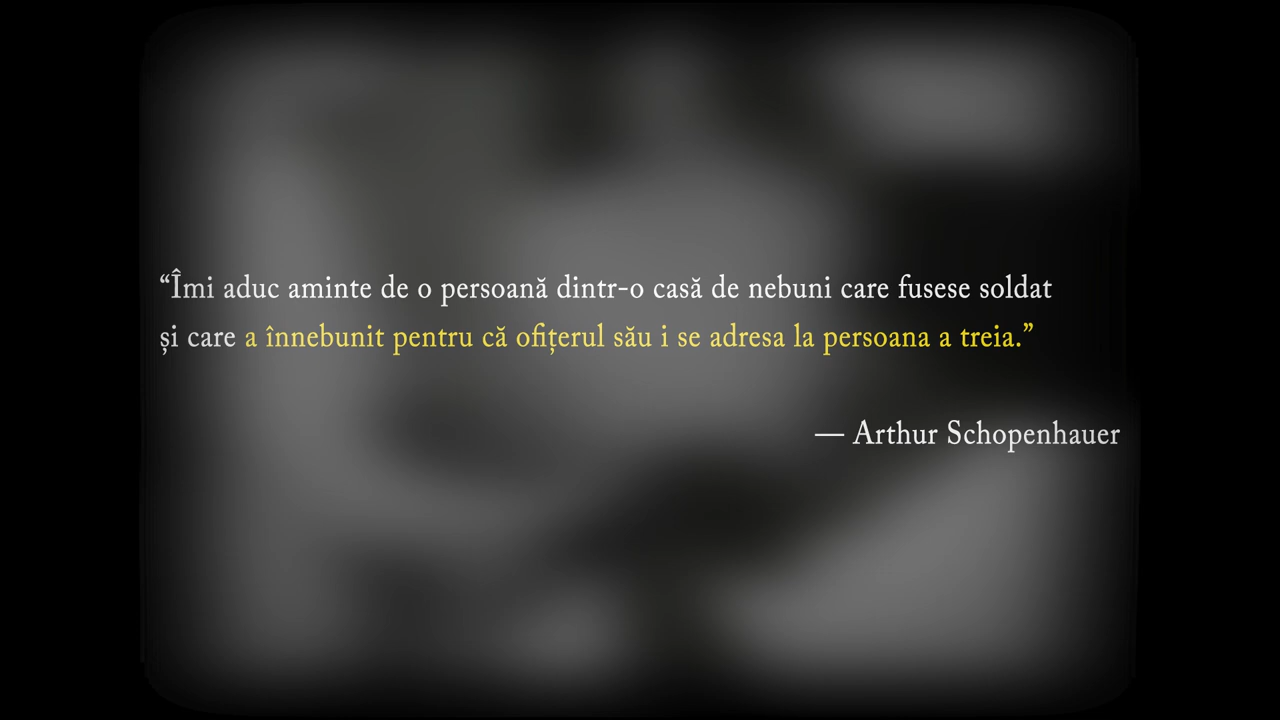 “Îmi aduc aminte de o persoană dintr-o casă de nebuni care fusese soldat
și care a înnebunit pentru că ofițerul său i se adresa la persoana a treia.”
— Arthur Schopenhauer